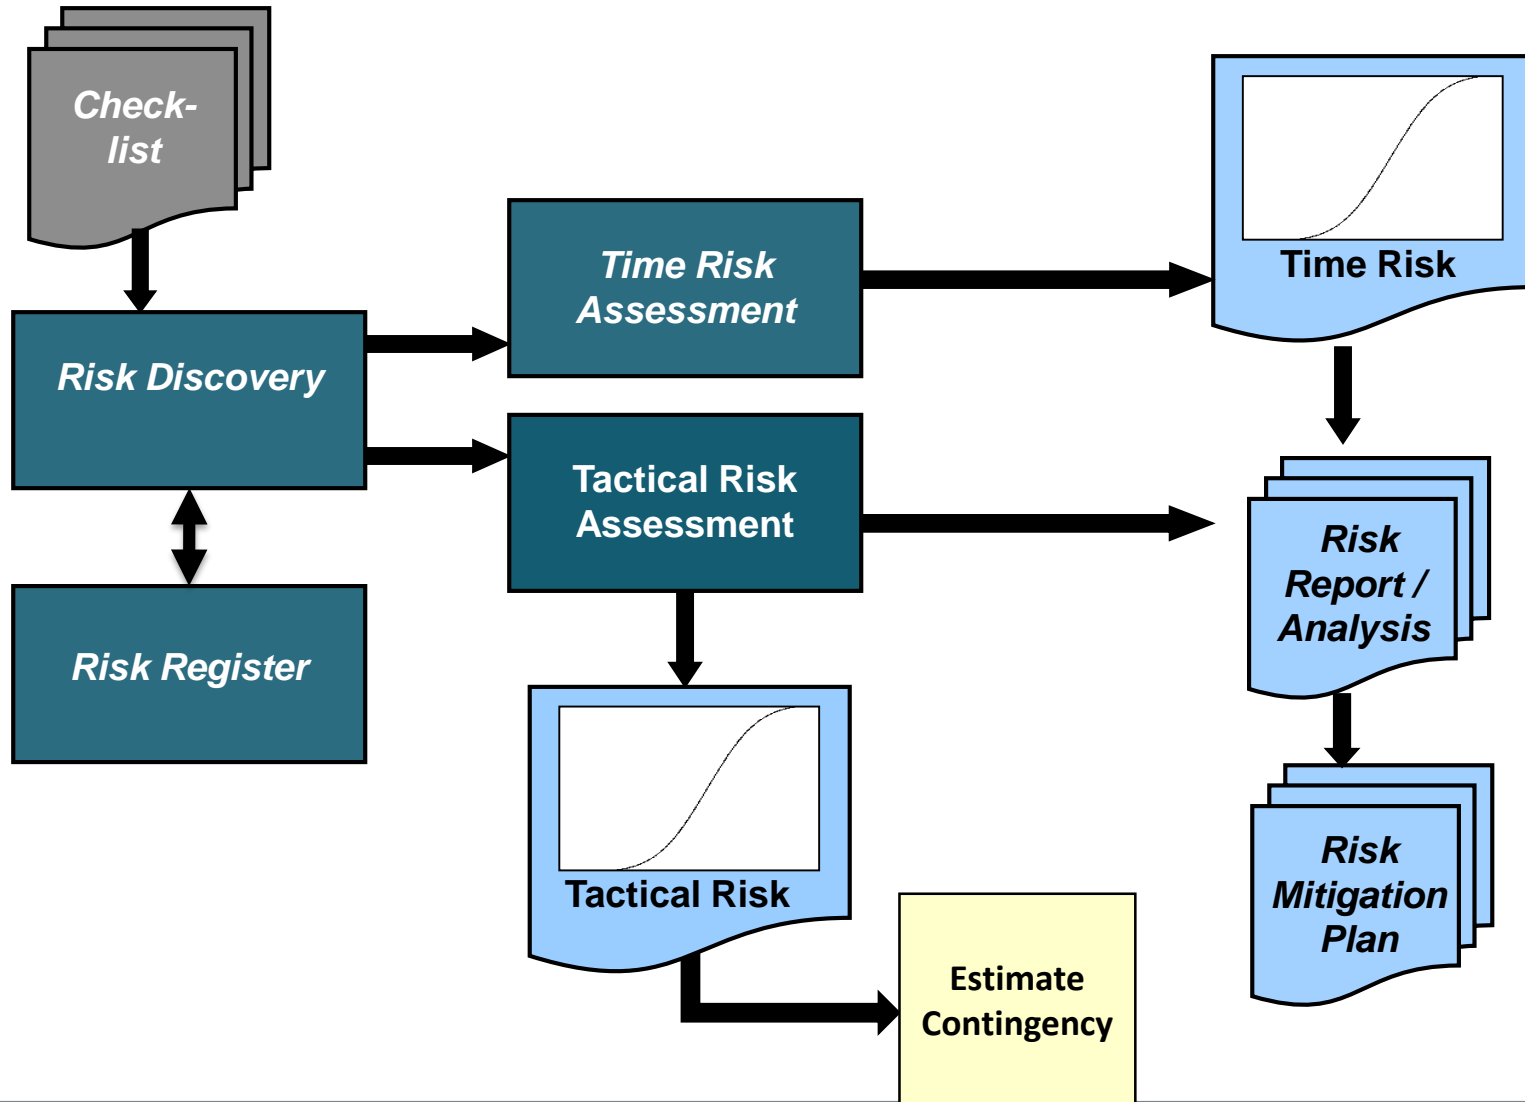 Check-
list
Time Risk
Assessment
Time Risk
Risk Discovery
Tactical Risk
Assessment
Risk
Report /
Analysis
Risk Register
Tactical Risk
Risk
Mitigation
Plan
Estimate
Contingency